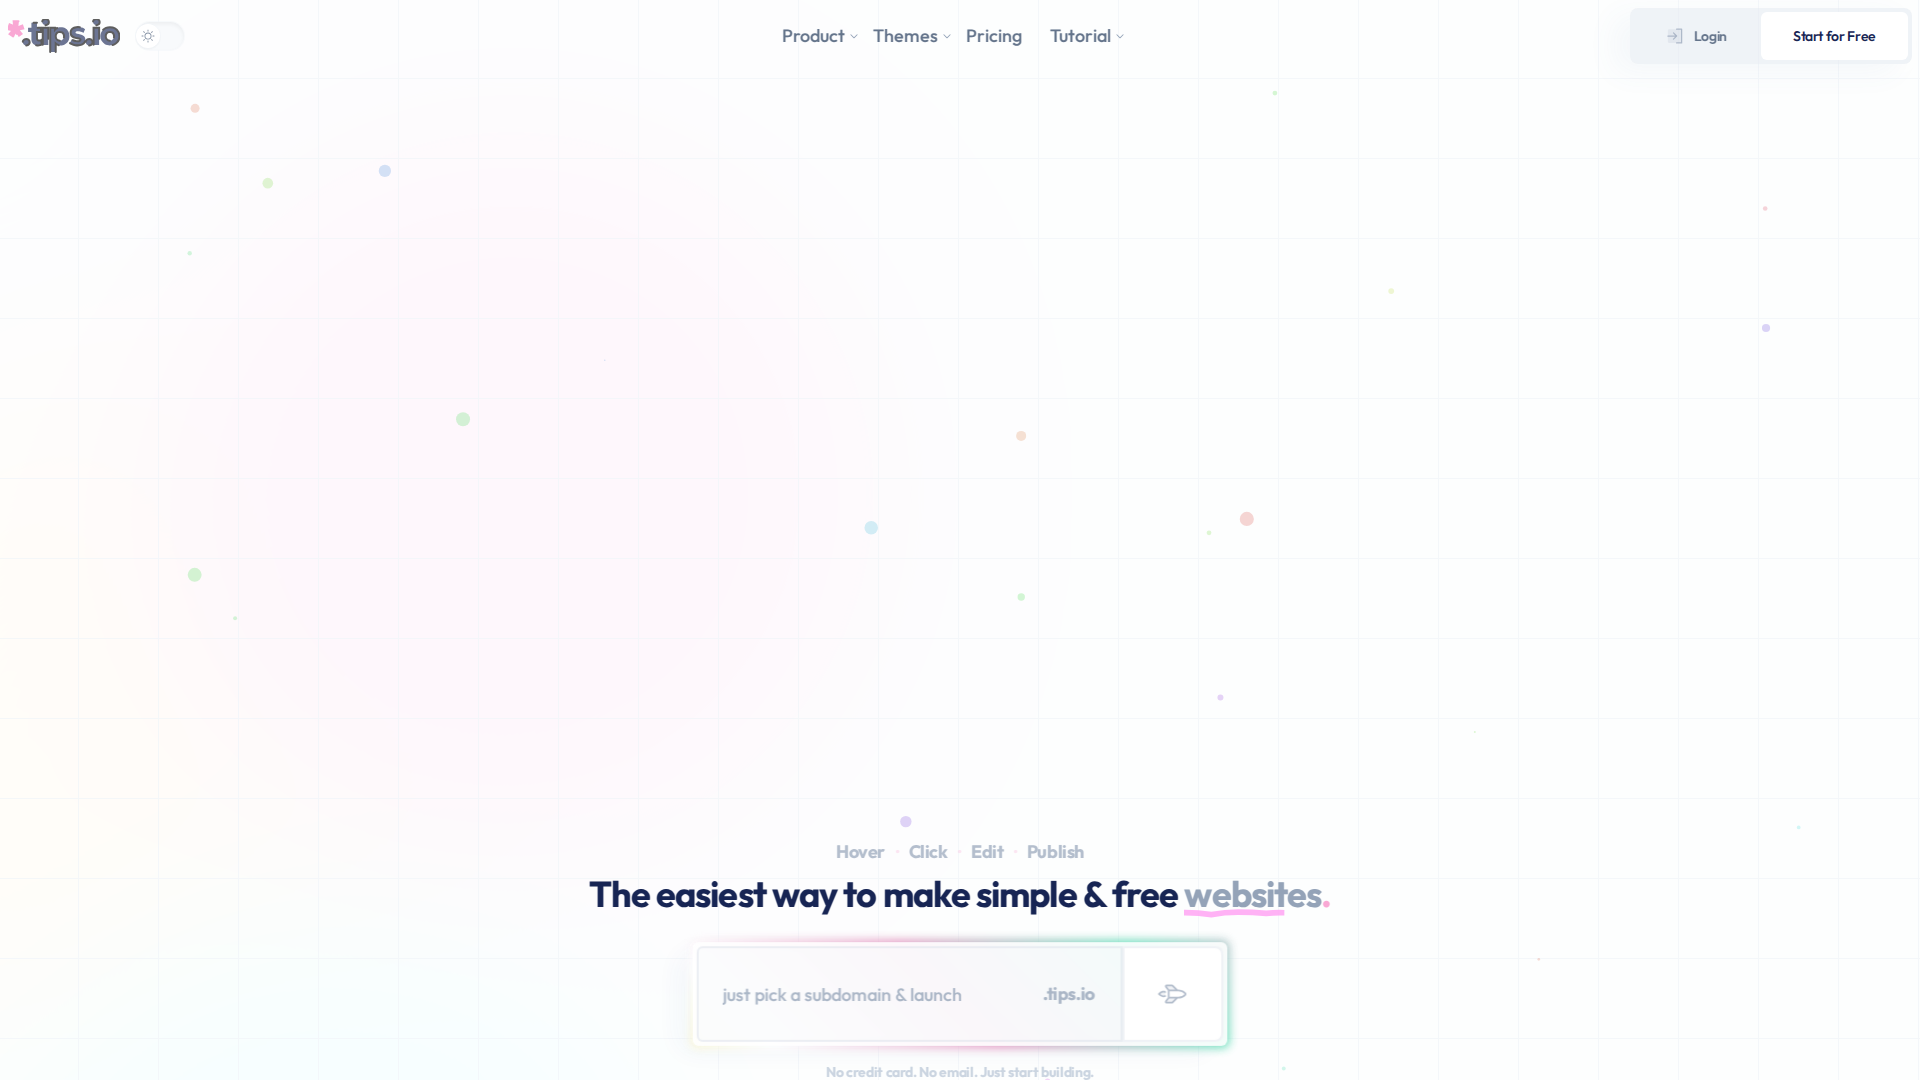 *.tips.io
Product
Themes
Pricing
Tutorial
Login
Start for Free
Hover · Click · Edit · Publish
The easiest way to make simple & free websites.
just pick a subdomain & launch
.tips.io
No credit card. No email. Just start building.